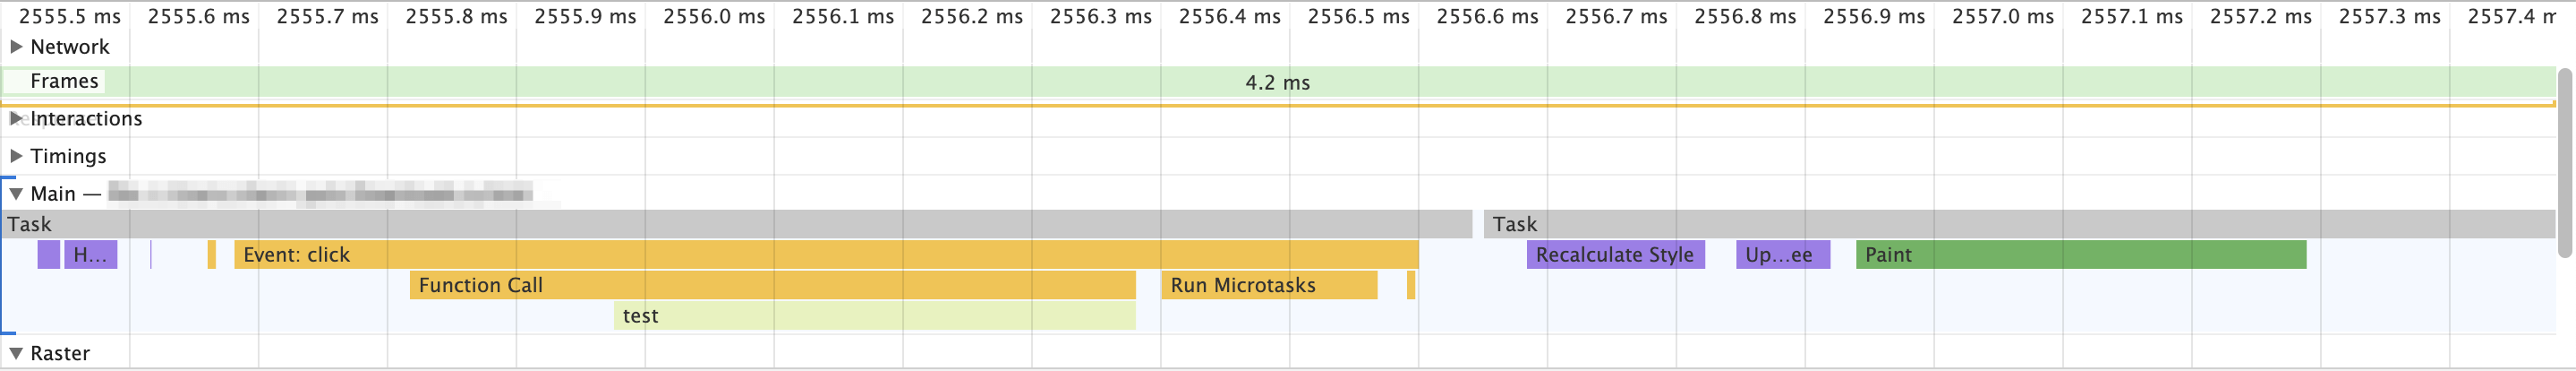 2555.5 ms 2555.6 ms 2555.7 ms 2555.8 ms 2555.9 ms 2556.0 ms 2556.1 ms 2556.2 ms 2556.3 ms 2556.4 ms 2556.5 ms 2556.6 ms 2556.7 ms 2556.8 ms 2556.9 ms 2557.0 ms 2557.1 ms 2557.2 ms 2557.3 ms 2557.4 m
Network
Frames 4.2 ms
Interactions
Timings
Main —
Task Task
H... Event: click Recalculate Style Up...ee Paint
Function Call Run Microtasks
test
Raster